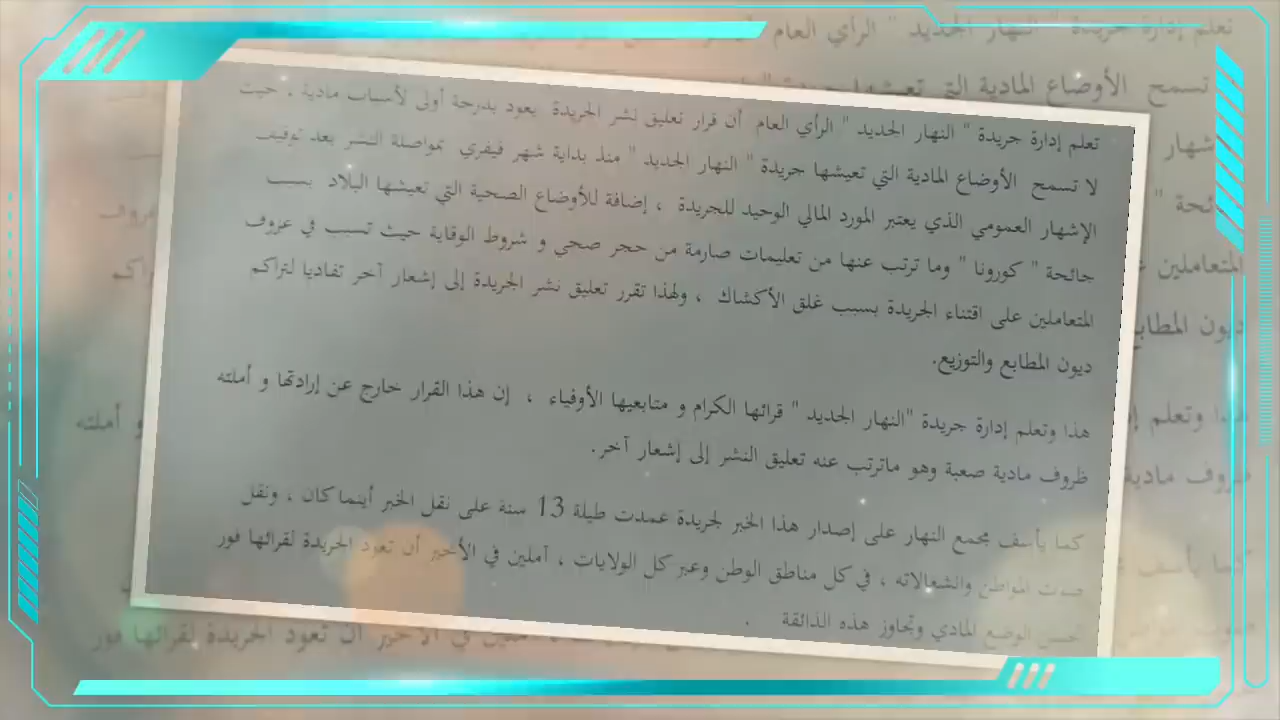 تعلم إدارة جريدة " النهار الجديد " الرأي العام أن قرار تعليق نشر الجريدة يعود بدرجة أولى لأسباب مادية . حيث
لا تسمح الأوضاع المادية التي تعيشها جريدة " النهار الجديد " منذ بداية شهر فيفري بمواصلة النشر بعد توقيف
الإشهار العمومي الذي يعتبر المورد المالي الوحيد للجريدة ، إضافة للأوضاع الصحية التي تعيشها البلاد بسبب
جائحة " كورونا " وما ترتب عنها من تعليمات صارمة من حجر صحي و شروط الوقاية حيث تسبب في عزوف
المتعاملين على اقتناء الجريدة بسبب غلق الأكشاك ، ولهذا تقرر تعليق نشر الجريدة إلى إشعار آخر تفاديا لتراكم
ديون المطابع والتوزيع.
هذا وتعلم إدارة جريدة "النهار الجديد " قرائها الكرام و متابعيها الأوفياء ، إن هذا القرار خارج عن إرادتها و أملته
ظروف مادية صعبة وهو ماترتب عنه تعليق النشر إلى إشعار آخر.
كما يأسف مجمع النهار على إصدار هذا الخبر لجريدة عمدت طيلة 13 سنة على نقل الخبر أينما كان ، ونقل
صوت المواطن وانشغالاته ، في كل مناطق الوطن وعبر كل الولايات ، آملين في الأخير أن تعود الجريدة لقرائها فور
تحسن الوضع المادي وتجاوز هذه الذائقة .